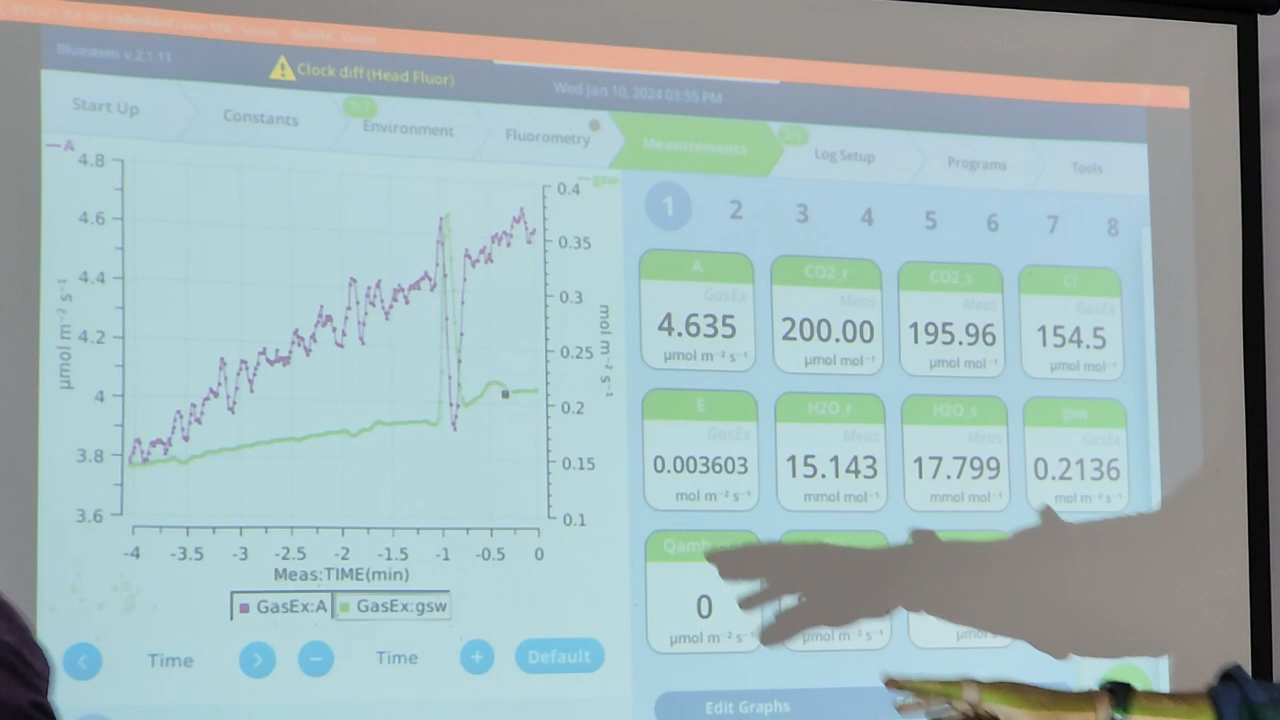 Bluestem v.2.1.11
Clock diff (Head Fluor)
Wed Jan 10, 2024 03:55 PM
Start Up
Constants
Environment
Fluorometry
Measurements
Log Setup
Programs
Tools
A
gsw
4.8
4.6
4.4
4.2
4
3.8
3.6
μmol m⁻² s⁻¹
0.4
0.35
0.3
0.25
0.2
0.15
0.1
mol m⁻² s⁻¹
-4 -3.5 -3 -2.5 -2 -1.5 -1 -0.5 0
Meas:TIME(min)
GasEx:A GasEx:gsw
Time Time Default
1 2 3 4 5 6 7 8
A CO2_r CO2_s Ci
GasEx Meas Meas GasEx
4.635 200.00 195.96 154.5
μmol m⁻² s⁻¹ μmol mol⁻¹ μmol mol⁻¹ μmol mol⁻¹
E H2O_r H2O_s gsw
GasEx Meas Meas GasEx
0.003603 15.143 17.799 0.2136
mol m⁻² s⁻¹ mmol mol⁻¹ mmol mol⁻¹ mol m⁻² s⁻¹
0
μmol m⁻² s⁻¹ μmol m⁻² s⁻¹
Edit Graphs